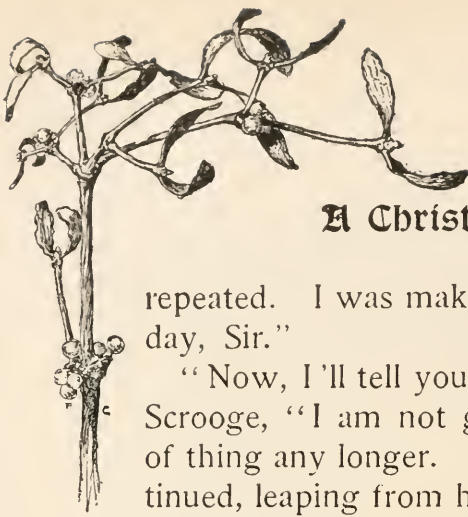 A Christ
repeated. I was mak
day, Sir."
"Now, I'll tell you
Scrooge, "I am not g
of thing any longer.
tinued, leaping from h
F C